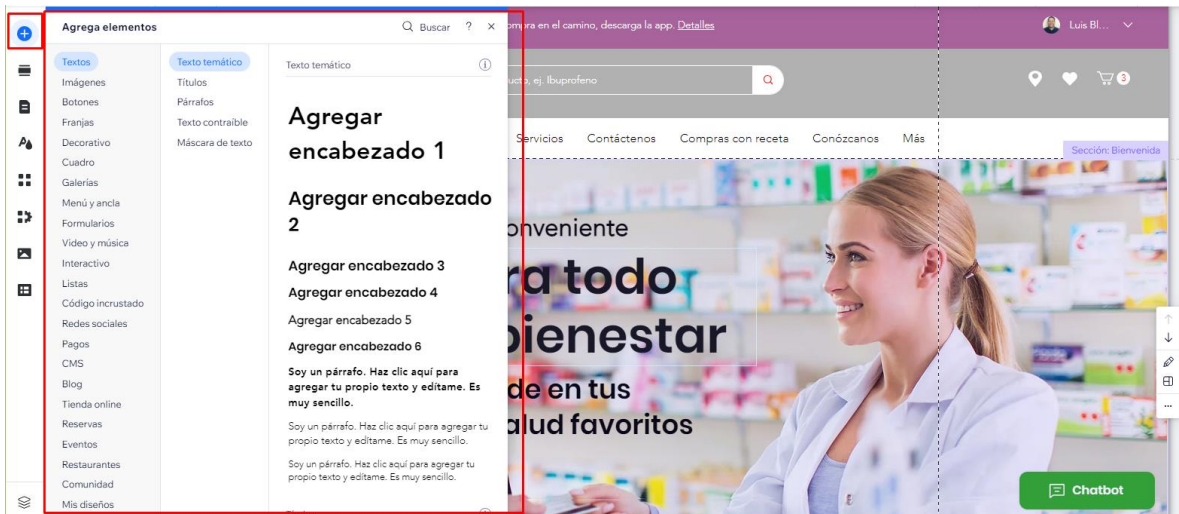 Agrega elementos
Buscar ? ×
Textos
Imágenes
Botones
Franjas
Decorativo
Cuadro
Galerías
Menú y ancla
Formularios
Video y música
Interactivo
Listas
Código incrustado
Redes sociales
Pagos
CMS
Blog
Tienda online
Reservas
Eventos
Restaurantes
Comunidad
Mis diseños
Texto temático
Títulos
Párrafos
Texto contraíble
Máscara de texto
Texto temático
Agregar
encabezado 1
Agregar encabezado
2
Agregar encabezado 3
Agregar encabezado 4
Agregar encabezado 5
Agregar encabezado 6
Soy un párrafo. Haz clic aquí para
agregar tu propio texto y edítame. Es
muy sencillo.
Soy un párrafo. Haz clic aquí para agregar tu
propio texto y edítame. Es muy sencillo.
Soy un párrafo. Haz clic aquí para agregar tu
propio texto y edítame. Es muy sencillo.
ompra en el camino, descarga la app. Detalles
Luis Bl...
ucto, ej. Ibuprofeno
3
Servicios Contáctenos Compras con receta Conózcanos Más
Sección: Bienvenida
onveniente
ra todo
bienestar
de en tus
alud favoritos
Chatbot